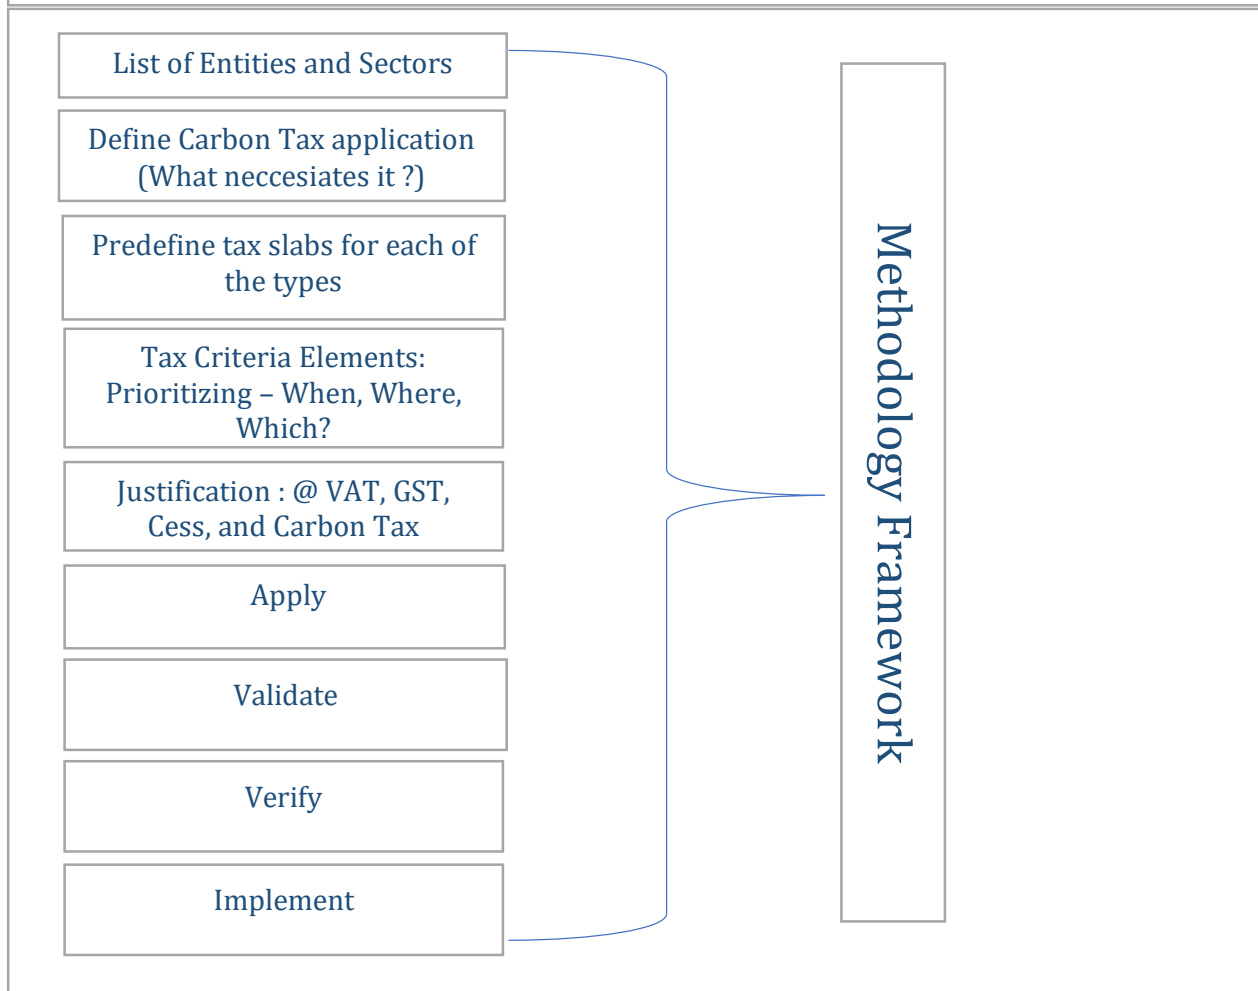 List of Entities and Sectors
Define Carbon Tax application
(What neccesiates it ?)
Predefine tax slabs for each of
the types
Tax Criteria Elements:
Prioritizing – When, Where,
Which?
Justification : @ VAT, GST,
Cess, and Carbon Tax
Apply
Validate
Verify
Implement
Methodology Framework